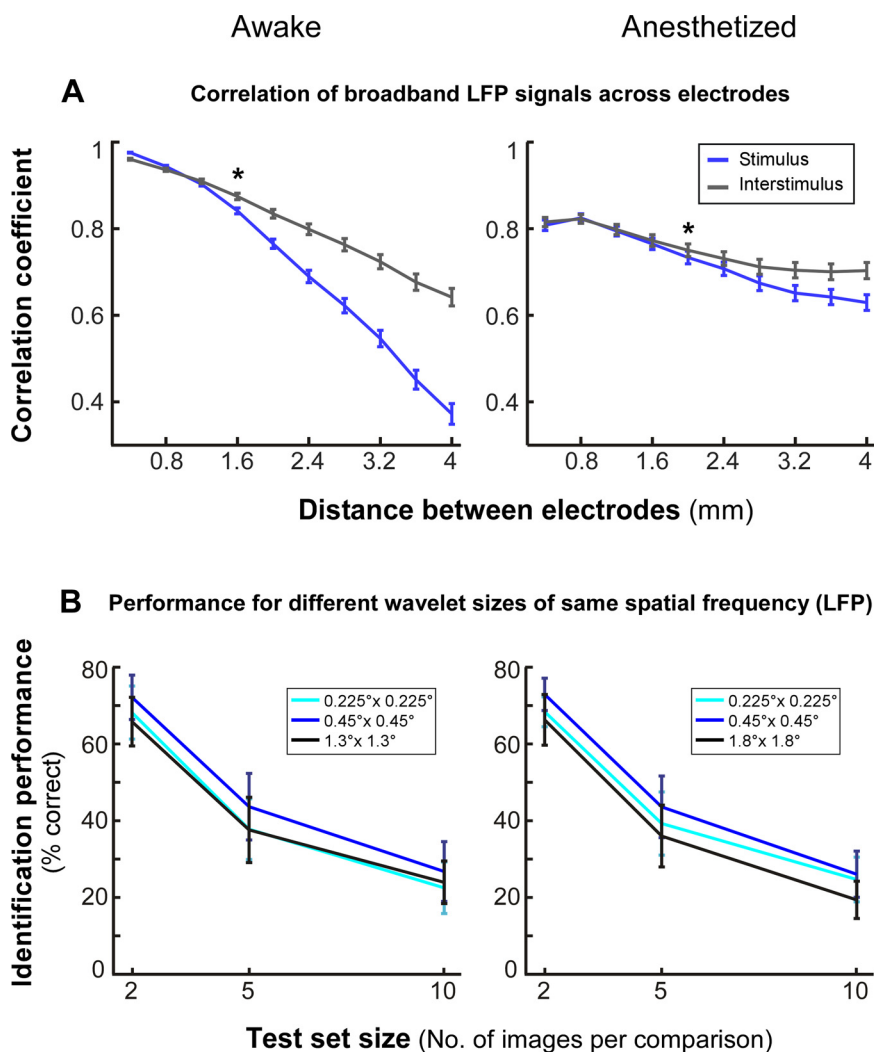 Awake
Anesthetized
A
Correlation of broadband LFP signals across electrodes
Correlation coefficient
1
0.8
0.6
0.4
0.8
1.6
2.4
3.2
4
*
1
0.8
0.6
0.4
0.8
1.6
2.4
3.2
4
*
Stimulus
Interstimulus
Distance between electrodes (mm)
B
Performance for different wavelet sizes of same spatial frequency (LFP)
Identification performance
(% correct)
80
60
40
20
0
2
5
10
0.225°x 0.225°
0.45°x 0.45°
1.3°x 1.3°
80
60
40
20
0
2
5
10
0.225°x 0.225°
0.45°x 0.45°
1.8°x 1.8°
Test set size (No. of images per comparison)